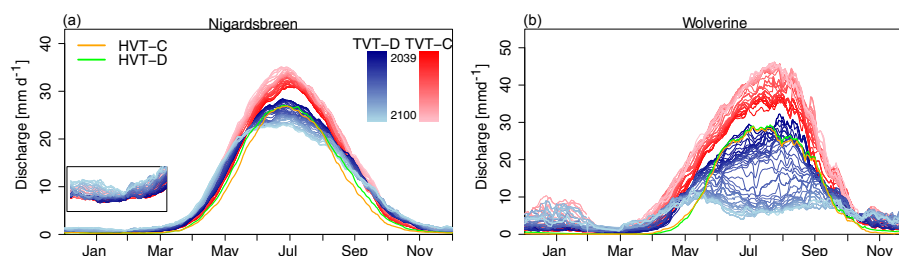 (a) Nigardsbreen
Discharge [mm d⁻¹]
40
30
20
10
0
HVT−C
HVT−D
TVT−D TVT−C
2039
2100
Jan Mar May Jul Sep Nov
(b) Wolverine
Discharge [mmd⁻¹]
50
40
30
20
10
0
Jan Mar May Jul Sep Nov